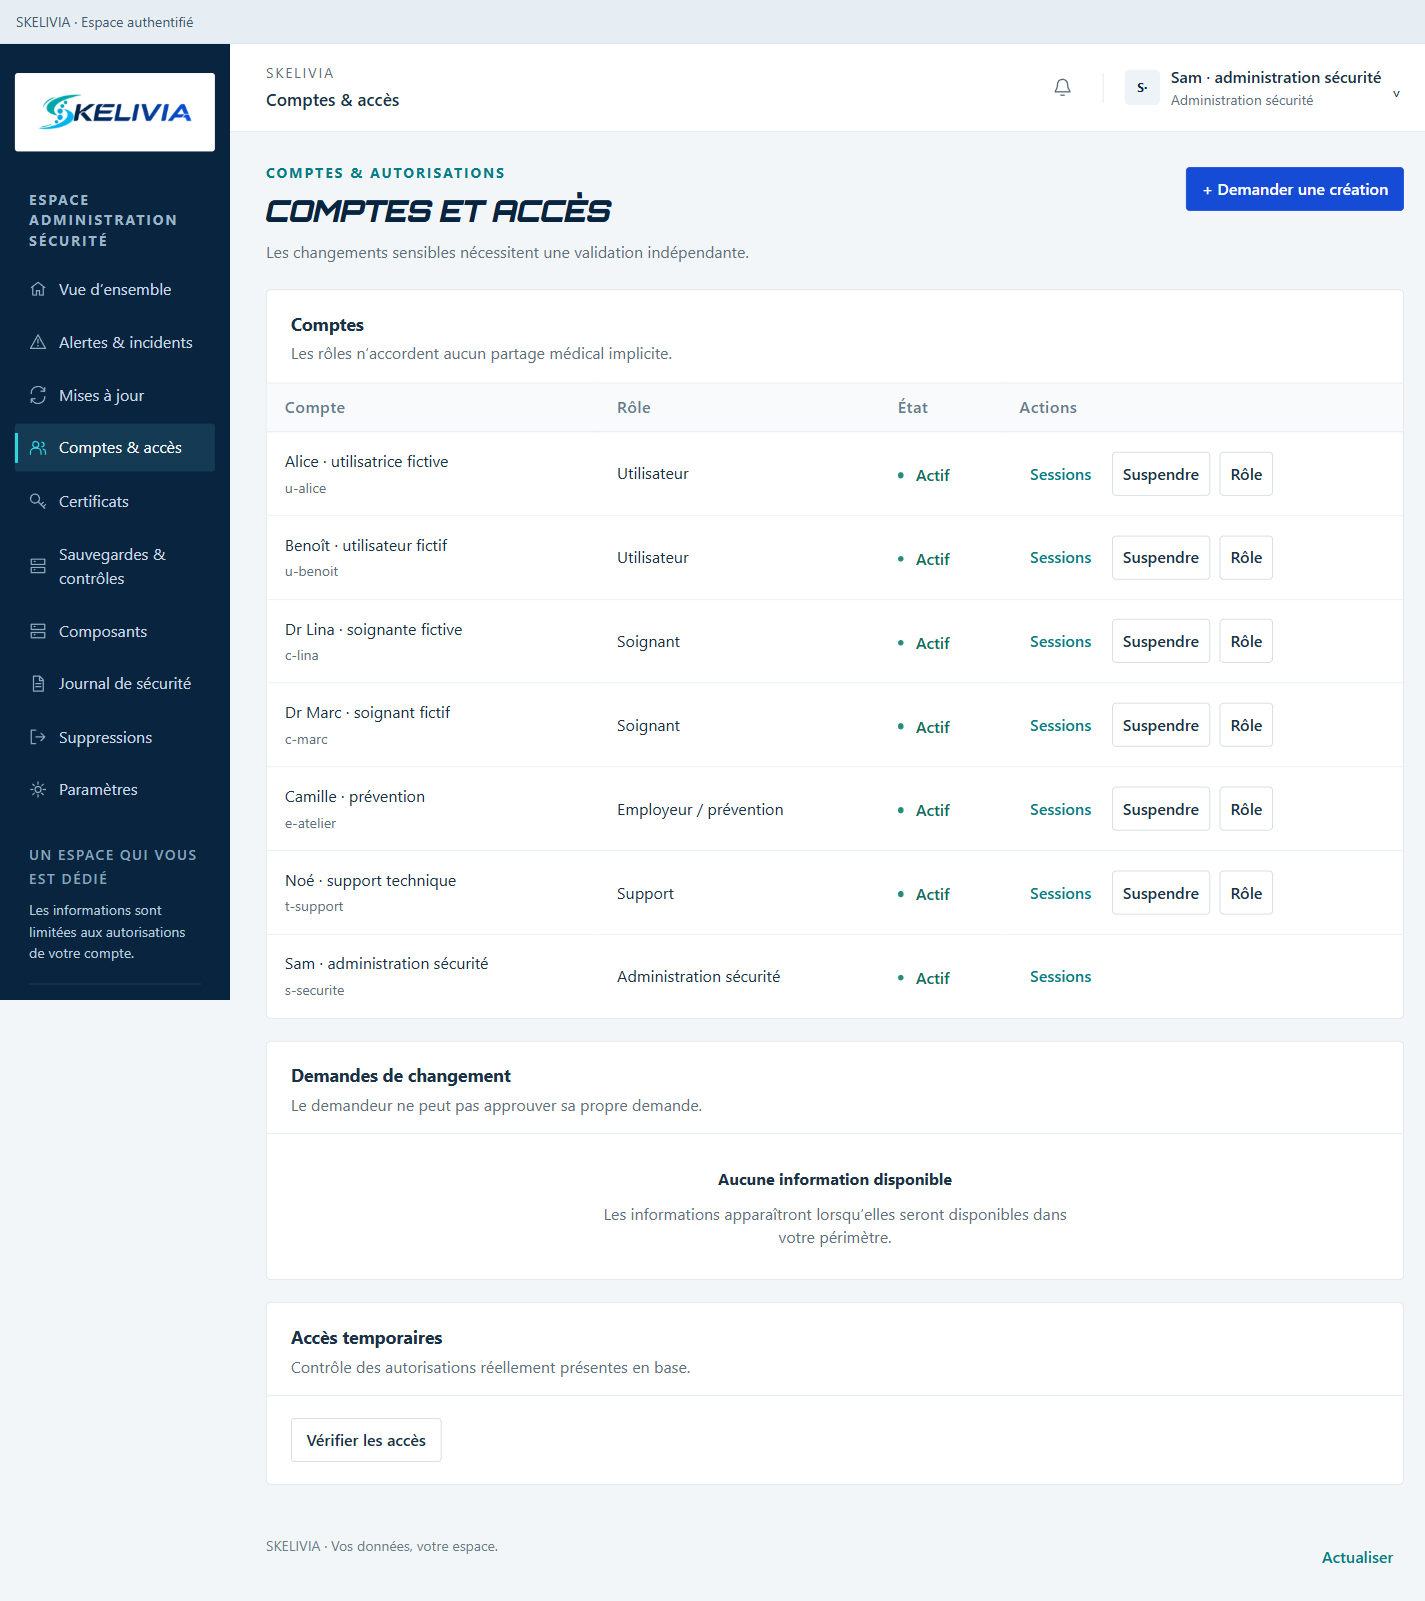 SKELIVIA · Espace authentifié
SKELIVIA
ESPACE
ADMINISTRATION
SÉCURITÉ
Vue d’ensemble
Alertes & incidents
Mises à jour
Comptes & accès
Certificats
Sauvegardes &
contrôles
Composants
Journal de sécurité
Suppressions
Paramètres
UN ESPACE QUI VOUS
EST DÉDIÉ
Les informations sont
limitées aux autorisations
de votre compte.
SKELIVIA
Comptes & accès
S·
Sam · administration sécurité
Administration sécurité
v
COMPTES & AUTORISATIONS
COMPTES ET ACCÈS
Les changements sensibles nécessitent une validation indépendante.
+ Demander une création
Comptes
Les rôles n’accordent aucun partage médical implicite.
Compte Rôle État Actions
Alice · utilisatrice fictive
u-alice
Utilisateur • Actif Sessions Suspendre Rôle
Benoît · utilisateur fictif
u-benoit
Utilisateur • Actif Sessions Suspendre Rôle
Dr Lina · soignante fictive
c-lina
Soignant • Actif Sessions Suspendre Rôle
Dr Marc · soignant fictif
c-marc
Soignant • Actif Sessions Suspendre Rôle
Camille · prévention
e-atelier
Employeur / prévention • Actif Sessions Suspendre Rôle
Noé · support technique
t-support
Support • Actif Sessions Suspendre Rôle
Sam · administration sécurité
s-securite
Administration sécurité • Actif Sessions
Demandes de changement
Le demandeur ne peut pas approuver sa propre demande.
Aucune information disponible
Les informations apparaîtront lorsqu’elles seront disponibles dans
votre périmètre.
Accès temporaires
Contrôle des autorisations réellement présentes en base.
Vérifier les accès
SKELIVIA · Vos données, votre espace.
Actualiser